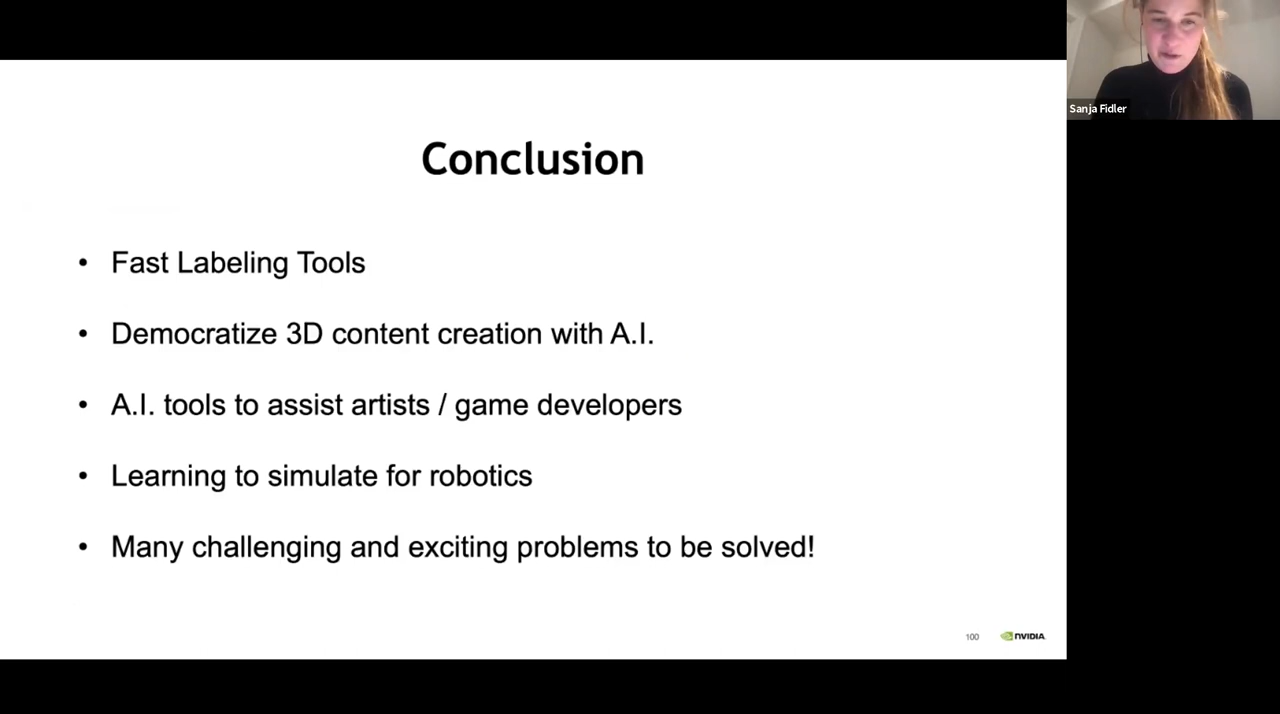 Sanja Fidler
Conclusion
• Fast Labeling Tools
• Democratize 3D content creation with A.I.
• A.I. tools to assist artists / game developers
• Learning to simulate for robotics
• Many challenging and exciting problems to be solved!
100
NVIDIA